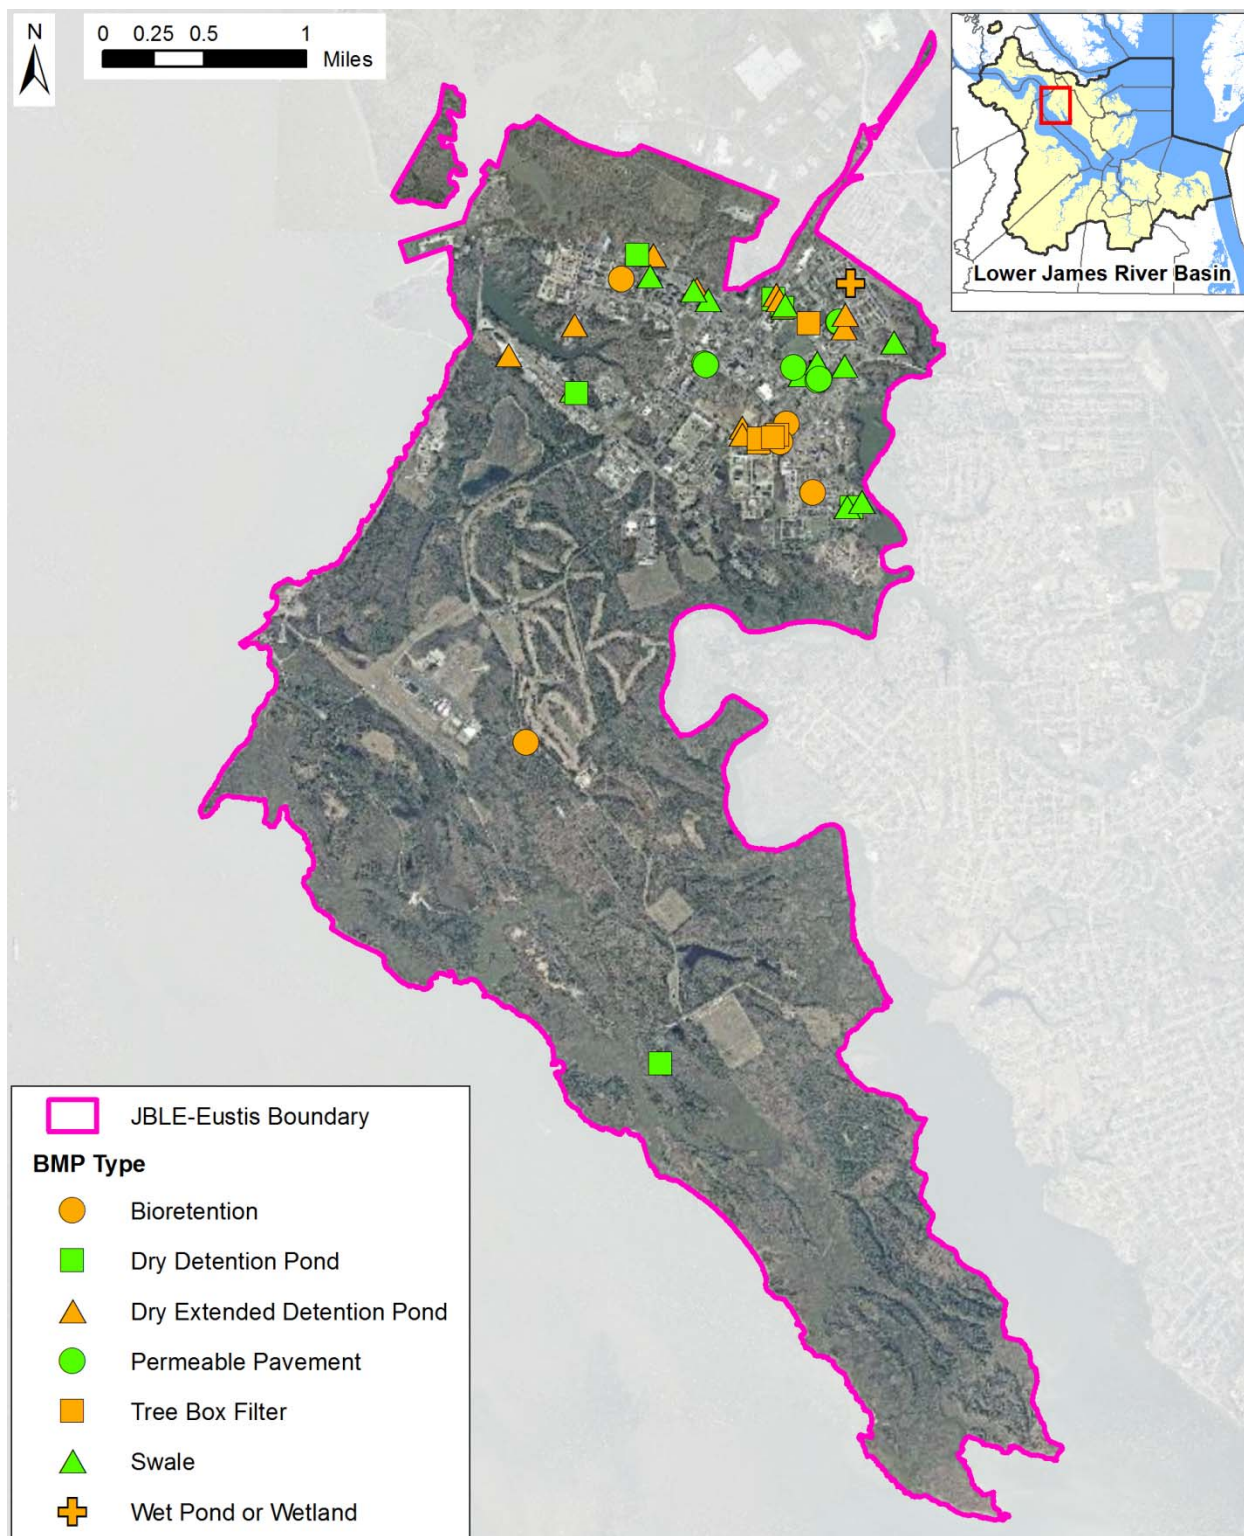 N
0 0.25 0.5 1
Miles
Lower James River Basin
JBLE-Eustis Boundary
BMP Type
Bioretention
Dry Detention Pond
Dry Extended Detention Pond
Permeable Pavement
Tree Box Filter
Swale
Wet Pond or Wetland